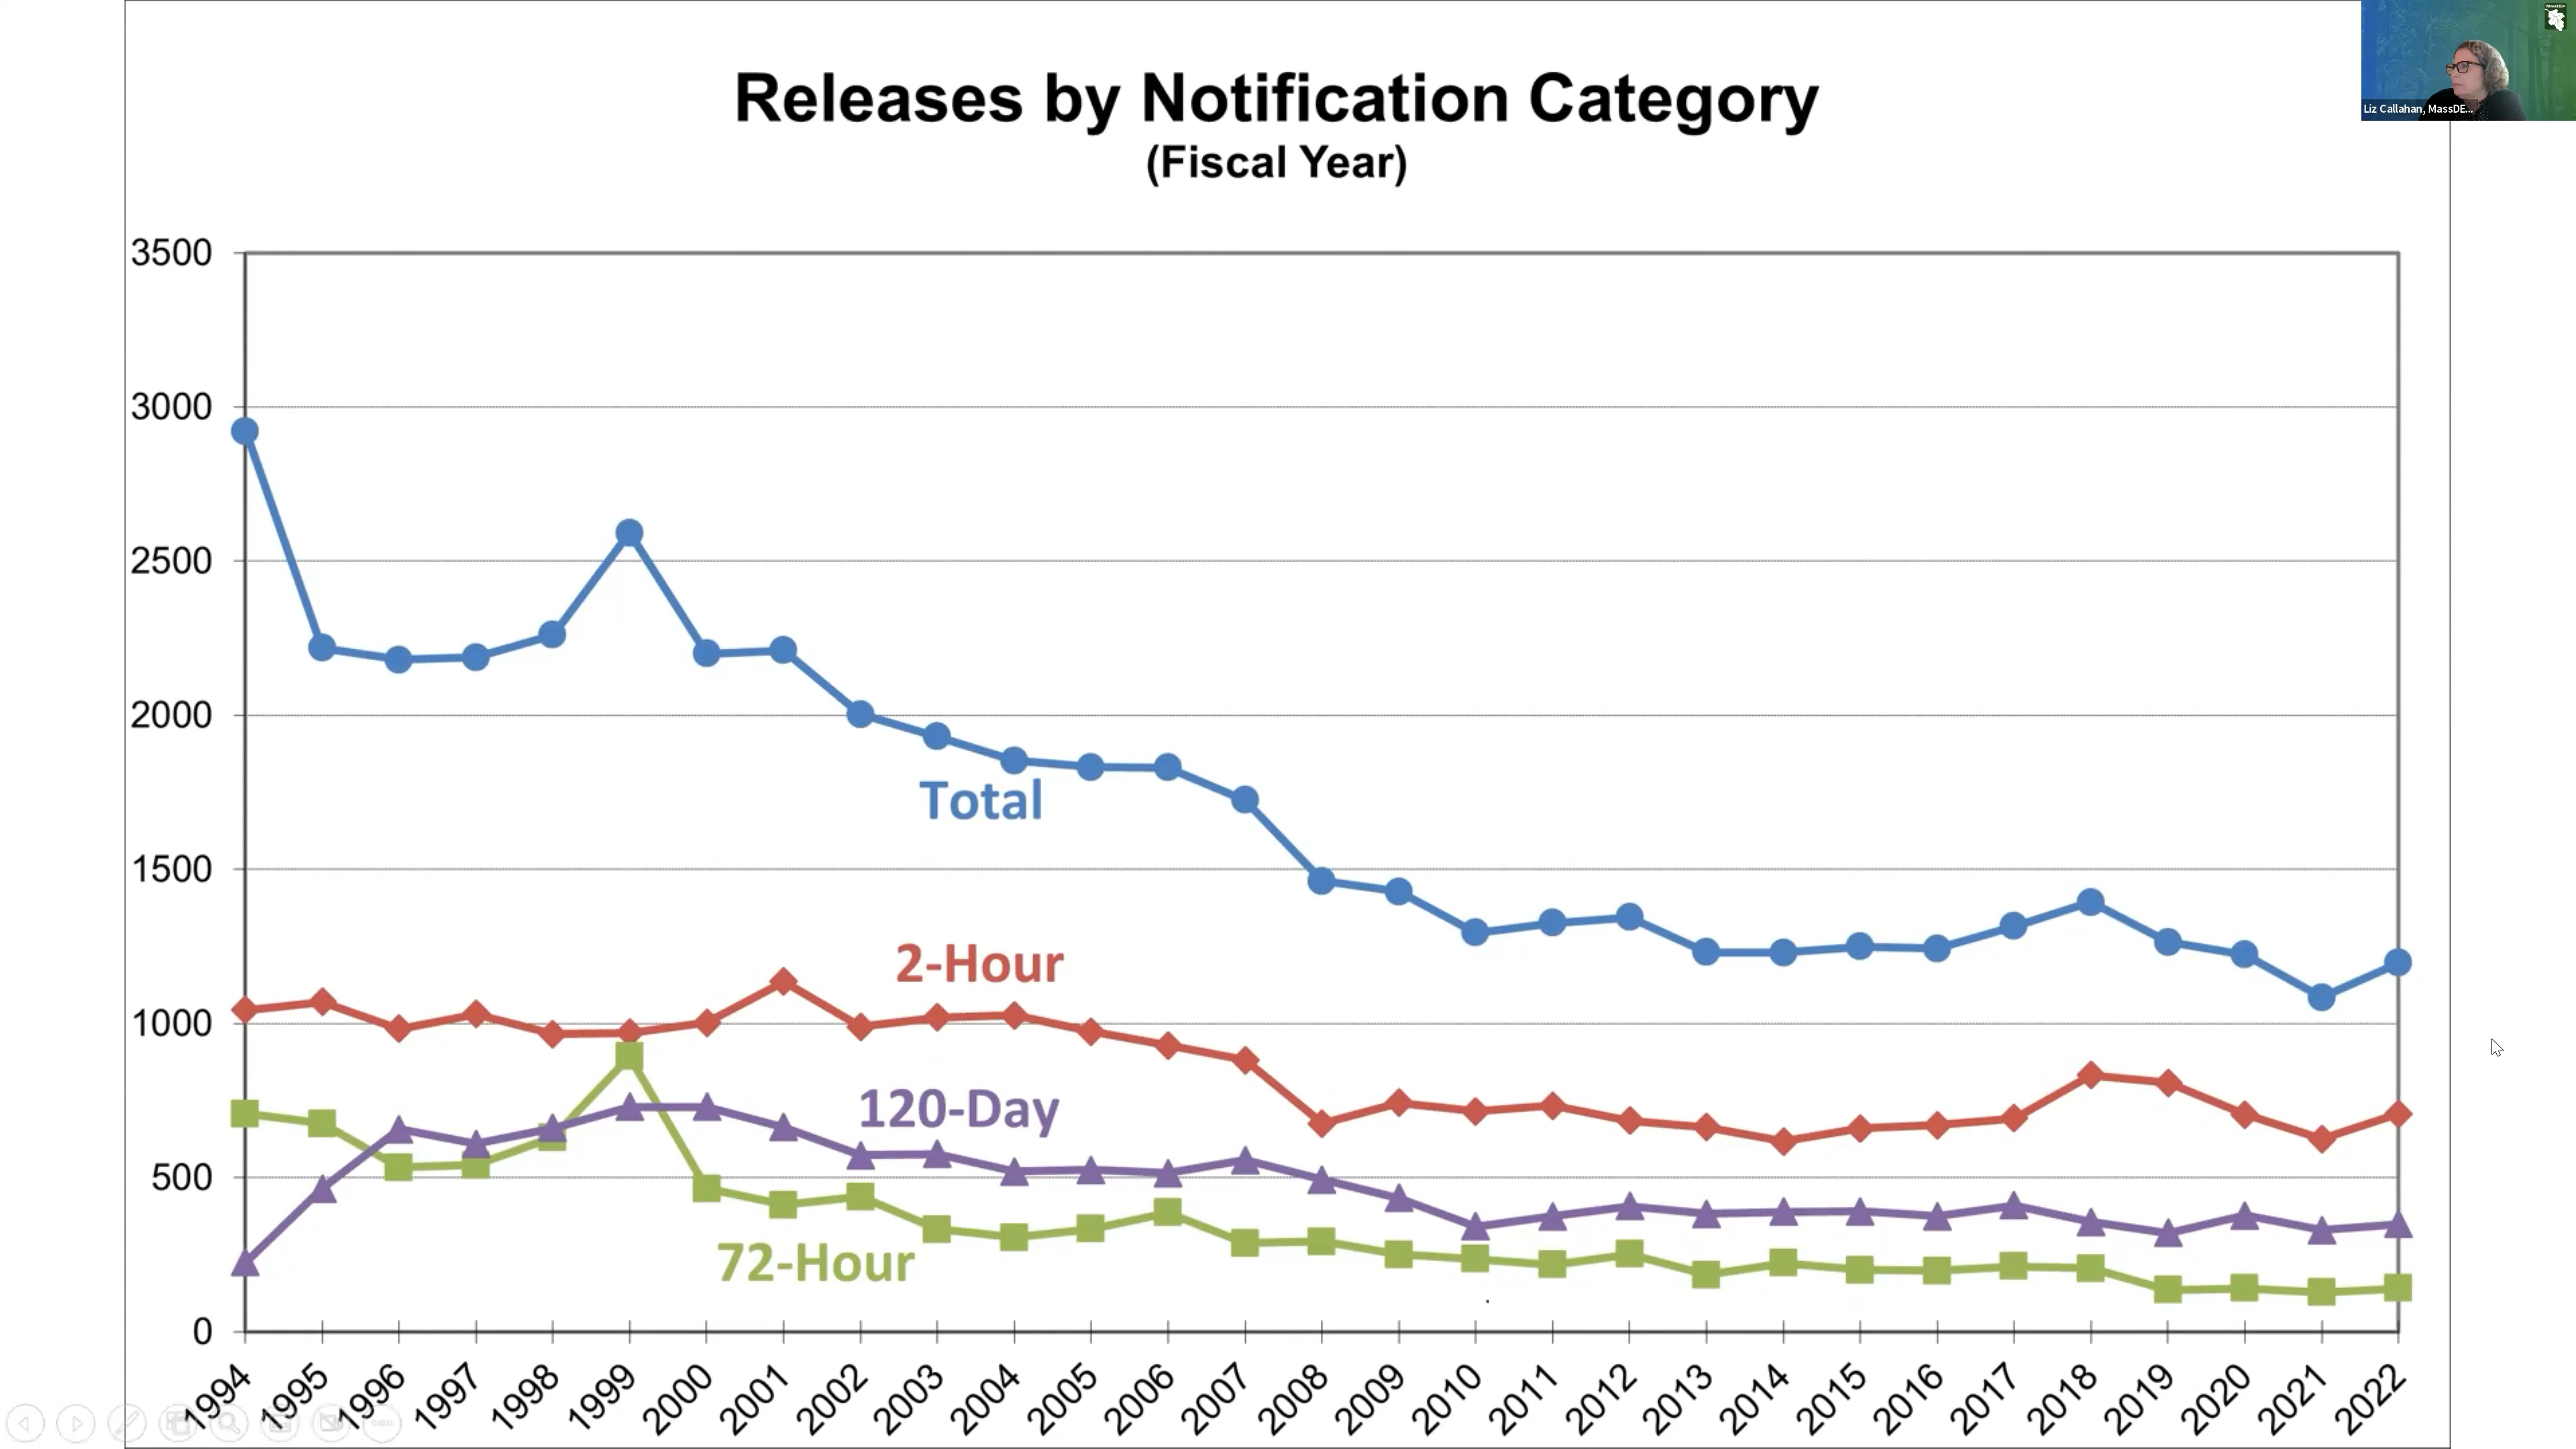 Releases by Notification Category
(Fiscal Year)
Liz Callahan, MassDE...
3500
3000
2500
2000
1500
1000
500
0
Total
2-Hour
120-Day
72-Hour
1994 1995 1996 1997 1998 1999 2000 2001 2002 2003 2004 2005 2006 2007 2008 2009 2010 2011 2012 2013 2014 2015 2016 2017 2018 2019 2020 2021 2022